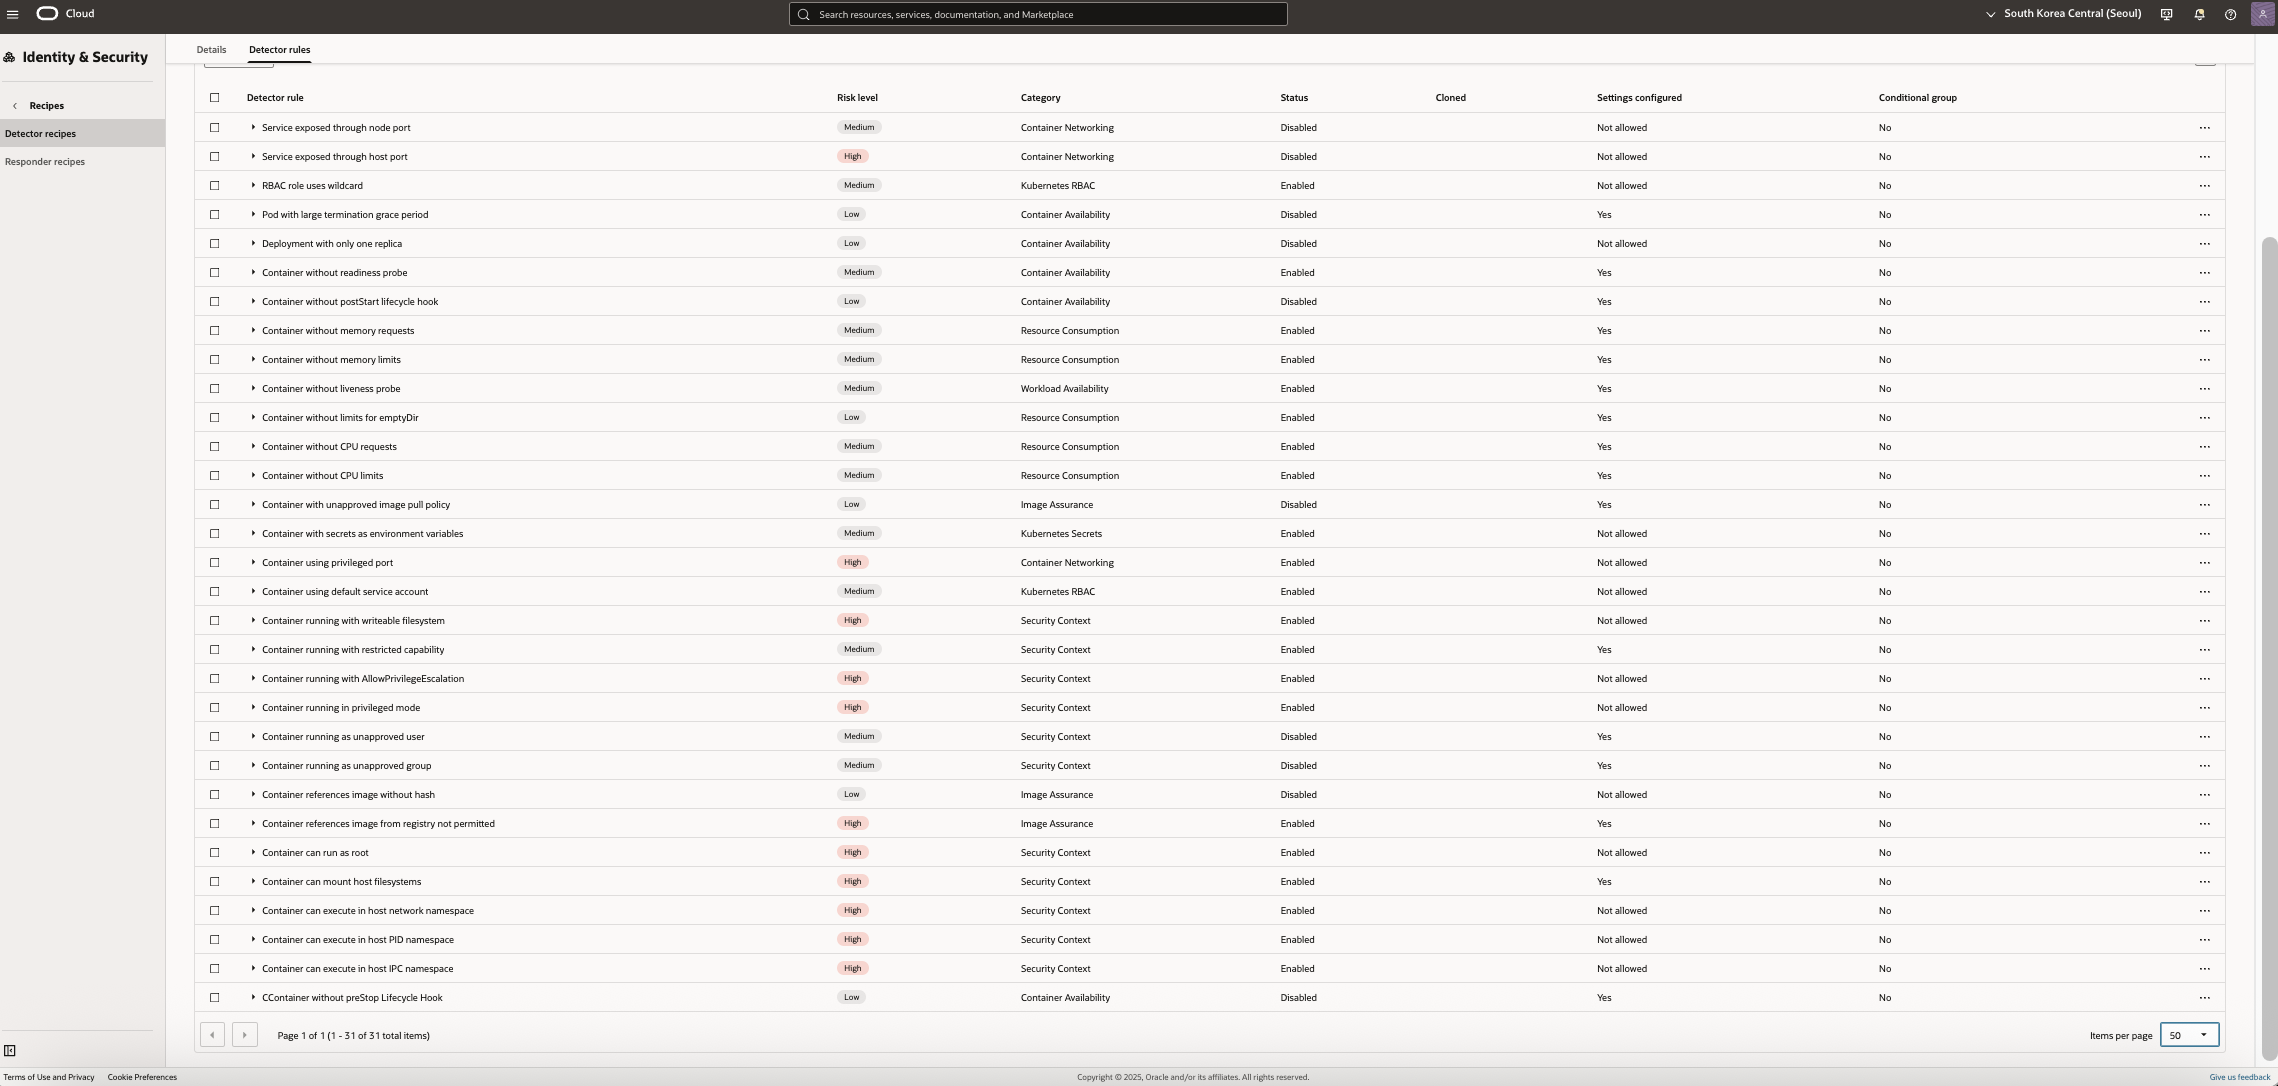 Cloud
Search resources, services, documentation, and Marketplace
South Korea Central (Seoul)
Identity & Security
Recipes
Detector recipes
Responder recipes
Details Detector rules
Detector rule Risk level Category Status Cloned Settings configured Conditional group
Service exposed through node port Medium Container Networking Disabled Not allowed No
Service exposed through host port High Container Networking Disabled Not allowed No
RBAC role uses wildcard Medium Kubernetes RBAC Enabled Not allowed No
Pod with large termination grace period Low Container Availability Disabled Yes No
Deployment with only one replica Low Container Availability Disabled Not allowed No
Container without readiness probe Medium Container Availability Enabled Yes No
Container without postStart lifecycle hook Low Container Availability Disabled Yes No
Container without memory requests Medium Resource Consumption Enabled Yes No
Container without memory limits Medium Resource Consumption Enabled Yes No
Container without liveness probe Medium Workload Availability Enabled Yes No
Container without limits for emptyDir Low Resource Consumption Enabled Yes No
Container without CPU requests Medium Resource Consumption Enabled Yes No
Container without CPU limits Medium Resource Consumption Enabled Yes No
Container with unapproved image pull policy Low Image Assurance Disabled Yes No
Container with secrets as environment variables Medium Kubernetes Secrets Enabled Not allowed No
Container using privileged port High Container Networking Enabled Not allowed No
Container using default service account Medium Kubernetes RBAC Enabled Not allowed No
Container running with writeable filesystem High Security Context Enabled Not allowed No
Container running with restricted capability Medium Security Context Enabled Yes No
Container running with AllowPrivilegeEscalation High Security Context Enabled Not allowed No
Container running in privileged mode High Security Context Enabled Not allowed No
Container running as unapproved user Medium Security Context Disabled Yes No
Container running as unapproved group Medium Security Context Disabled Yes No
Container references image without hash Low Image Assurance Disabled Not allowed No
Container references image from registry not permitted High Image Assurance Enabled Yes No
Container can run as root High Security Context Enabled Not allowed No
Container can mount host filesystems High Security Context Enabled Yes No
Container can execute in host network namespace High Security Context Enabled Not allowed No
Container can execute in host PID namespace High Security Context Enabled Not allowed No
Container can execute in host IPC namespace High Security Context Enabled Not allowed No
CContainer without preStop Lifecycle Hook Low Container Availability Disabled Yes No
Page 1 of 1 (1 - 31 of 31 total items) Items per page 50
Terms of Use and Privacy Cookie Preferences Copyright © 2025, Oracle and/or its affiliates. All rights reserved. Give us feedback